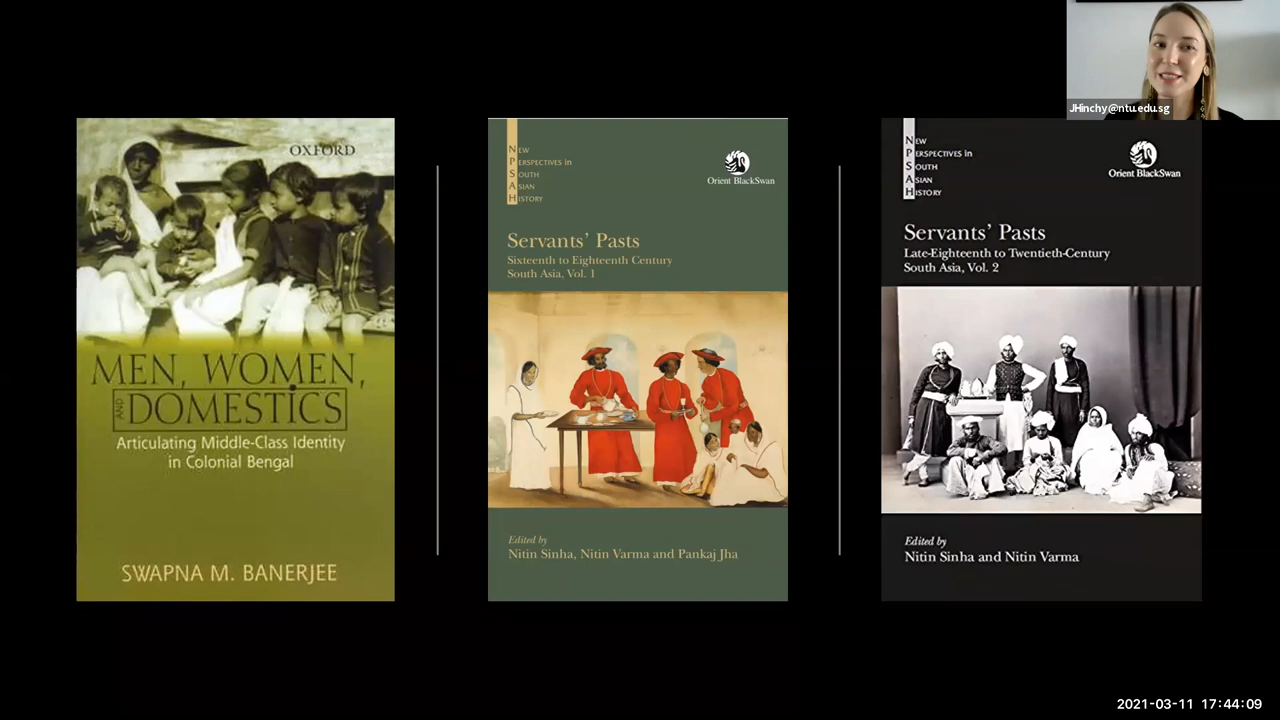 JHinchy@ntu.edu.sg
OXFORD
MEN, WOMEN,
AND DOMESTICS
Articulating Middle-Class Identity
in Colonial Bengal
SWAPNA M. BANERJEE
NEW
PERSPECTIVES in
SOUTH
ASIAN
HISTORY
Orient BlackSwan
Servants' Pasts
Sixteenth to Eighteenth Century
South Asia, Vol. 1
Edited by
Nitin Sinha, Nitin Varma and Pankaj Jha
NEW
PERSPECTIVES in
SOUTH
ASIAN
HISTORY
Orient BlackSwan
Servants' Pasts
Late-Eighteenth to Twentieth-Century
South Asia, Vol. 2
Edited by
Nitin Sinha and Nitin Varma
2021-03-11 17:44:09